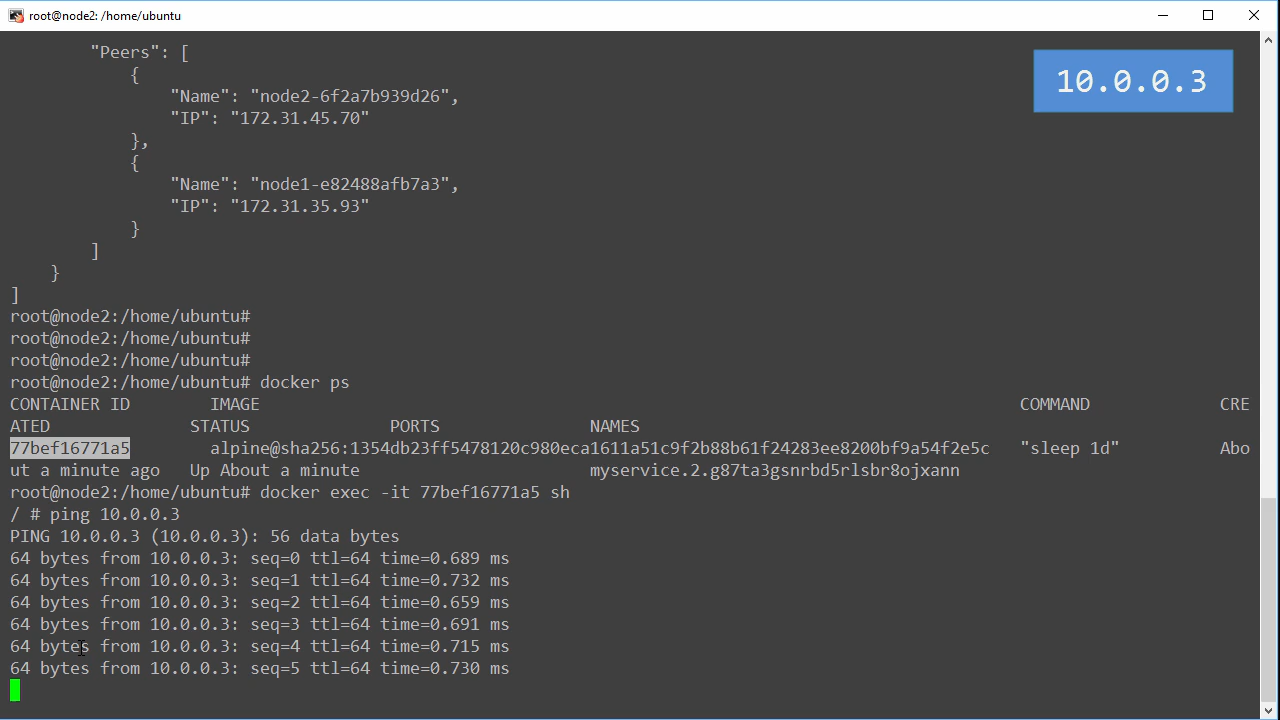 root@node2: /home/ubuntu
"Peers": [
10.0.0.3
{
"Name": "node2-6f2a7b939d26",
"IP": "172.31.45.70"
},
{
"Name": "node1-e82488afb7a3",
"IP": "172.31.35.93"
}
]
}
]
root@node2:/home/ubuntu#
root@node2:/home/ubuntu#
root@node2:/home/ubuntu#
root@node2:/home/ubuntu# docker ps
CONTAINER ID        IMAGE                                                                            COMMAND             CRE
ATED              STATUS              PORTS               NAMES
77bef16771a5        alpine@sha256:1354db23ff5478120c980eca1611a51c9f2b88b61f24283ee8200bf9a54f2e5c   "sleep 1d"          Abo
ut a minute ago   Up About a minute                       myservice.2.g87ta3gsnrbd5rlsbr8ojxann
root@node2:/home/ubuntu# docker exec -it 77bef16771a5 sh
/ # ping 10.0.0.3
PING 10.0.0.3 (10.0.0.3): 56 data bytes
64 bytes from 10.0.0.3: seq=0 ttl=64 time=0.689 ms
64 bytes from 10.0.0.3: seq=1 ttl=64 time=0.732 ms
64 bytes from 10.0.0.3: seq=2 ttl=64 time=0.659 ms
64 bytes from 10.0.0.3: seq=3 ttl=64 time=0.691 ms
64 bytes from 10.0.0.3: seq=4 ttl=64 time=0.715 ms
64 bytes from 10.0.0.3: seq=5 ttl=64 time=0.730 ms